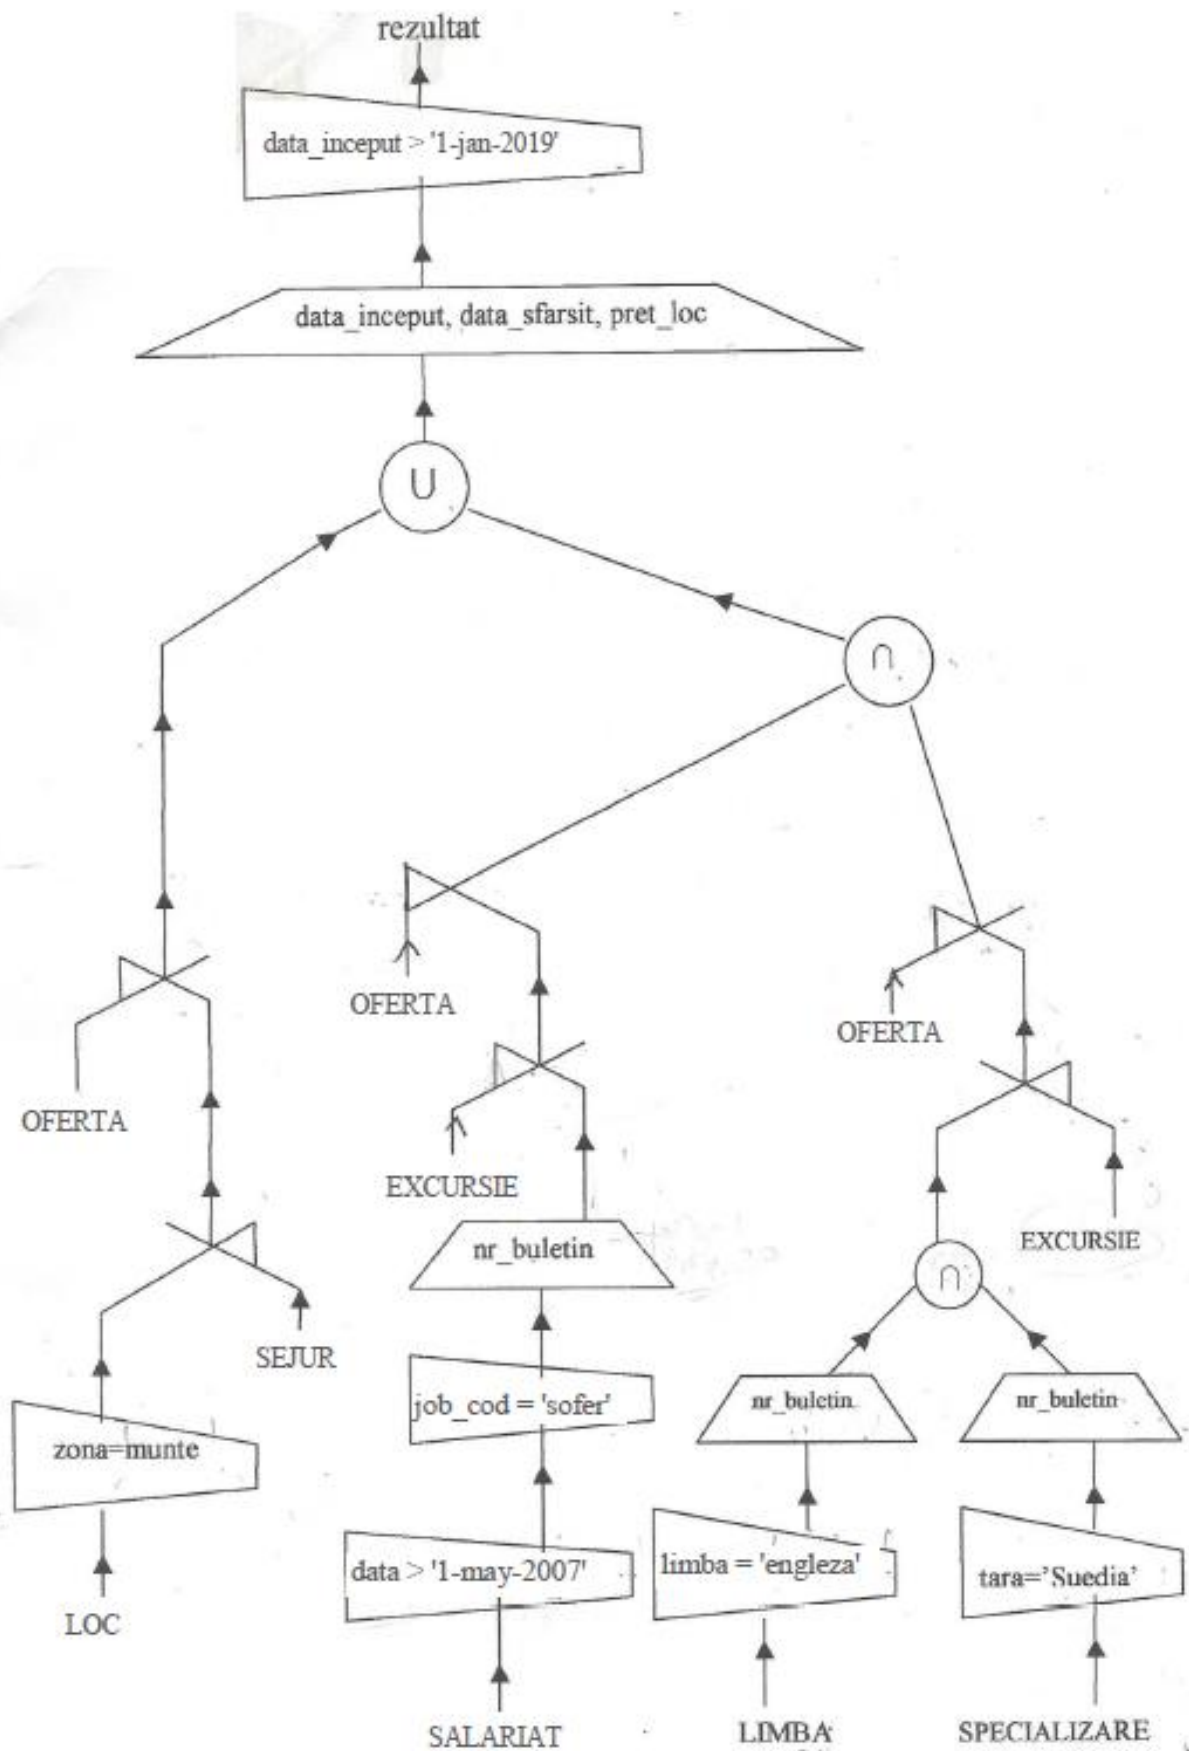 rezultat
data_inceput > '1-jan-2019'
data_inceput, data_sfarsit, pret_loc
∪
∩
OFERTA
OFERTA
OFERTA
EXCURSIE
EXCURSIE
nr_buletin
∩
SEJUR
job_cod = 'sofer'
nr_buletin
nr_buletin
zona=munte
data > '1-may-2007'
limba = 'engleza'
tara='Suedia'
LOC
SALARIAT
LIMBA
SPECIALIZARE